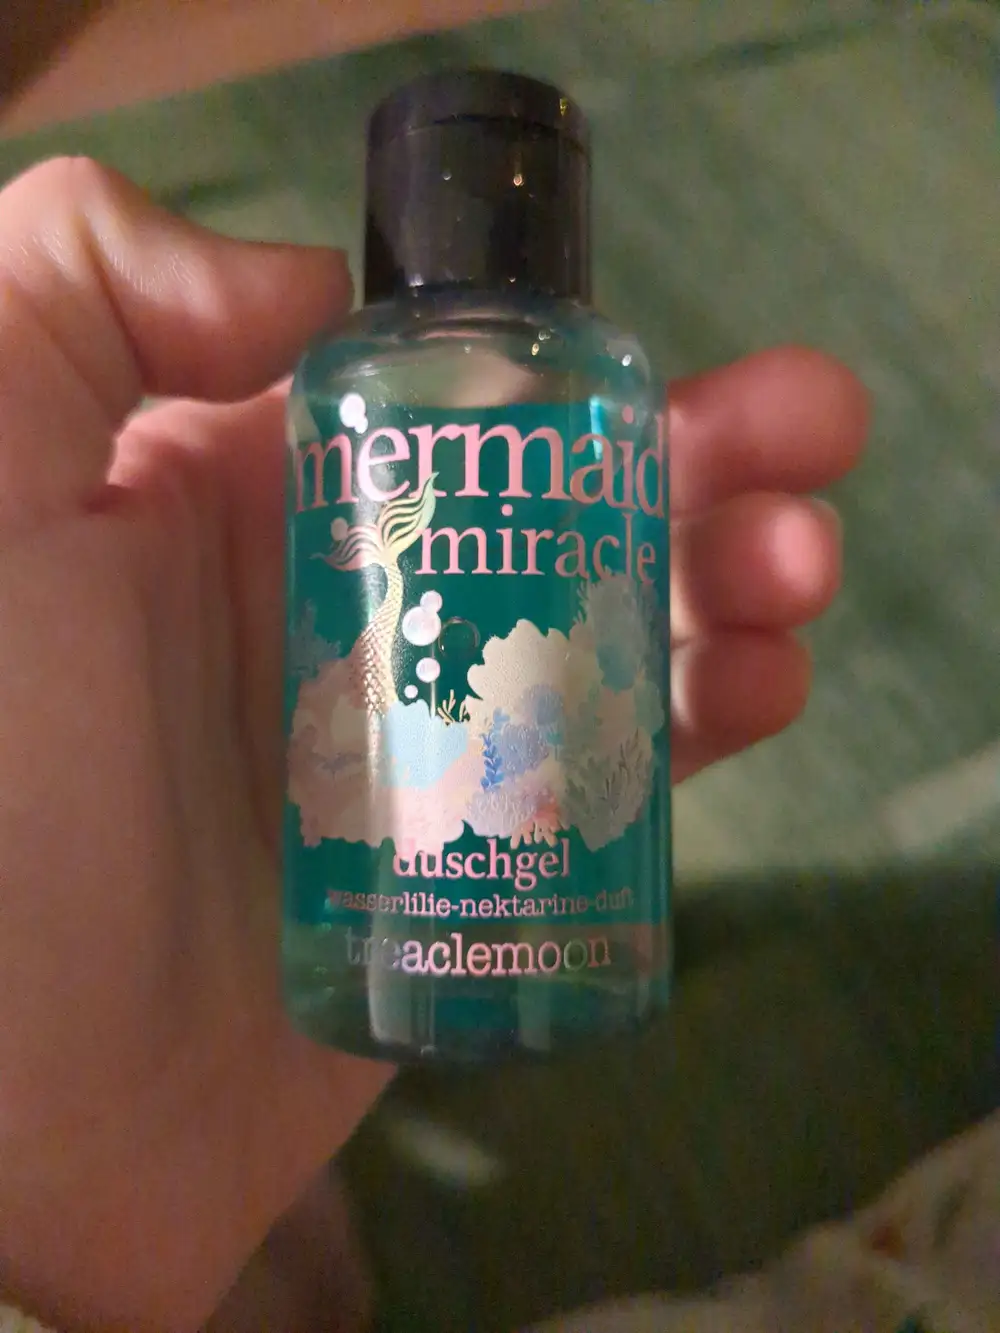 mermaid
miracle
duschgel
wasserlilie-nektarine-duft
treaclemoon